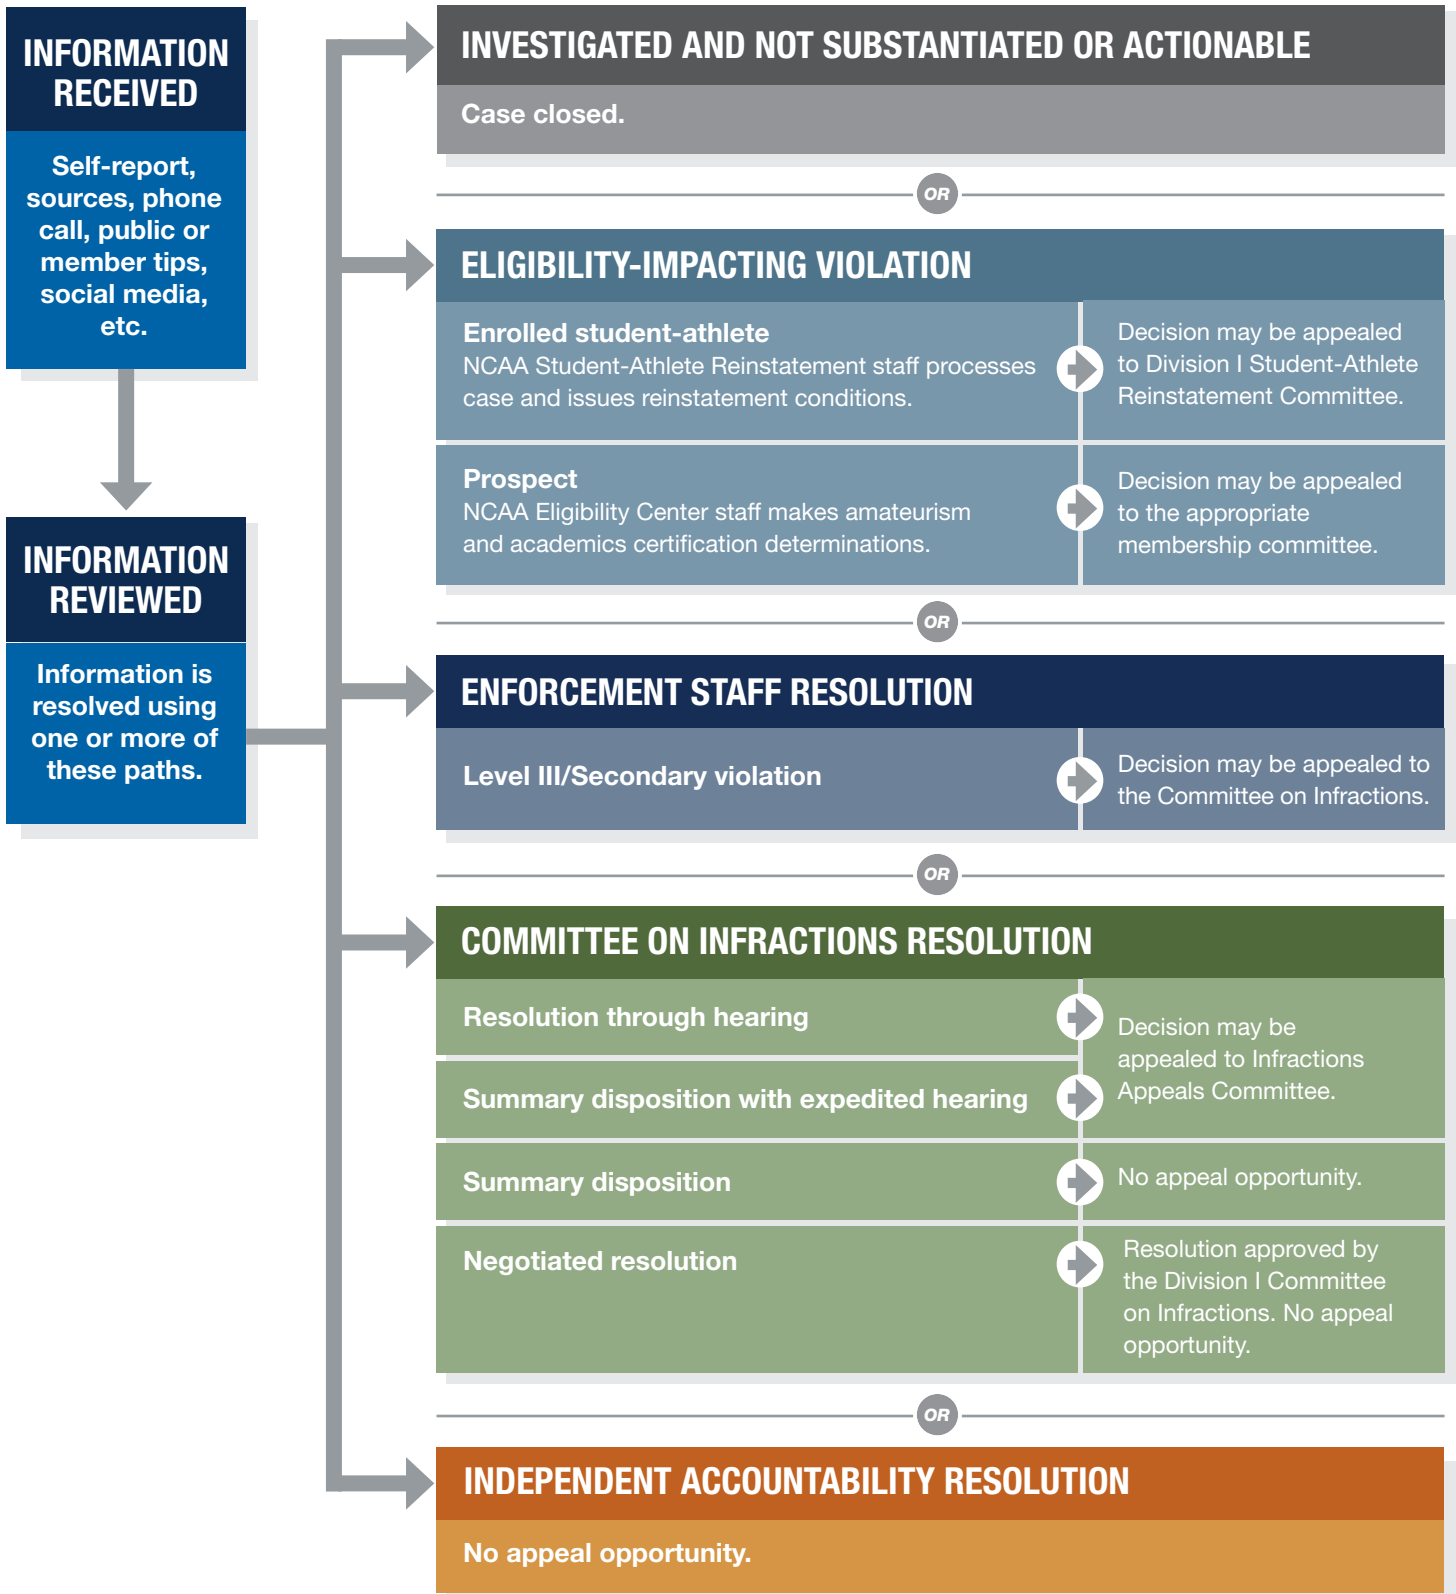 INFORMATION
RECEIVED
Self-report,
sources, phone
call, public or
member tips,
social media,
etc.
INFORMATION
REVIEWED
Information is
resolved using
one or more of
these paths.
INVESTIGATED AND NOT SUBSTANTIATED OR ACTIONABLE
Case closed.
OR
ELIGIBILITY-IMPACTING VIOLATION
Enrolled student-athlete
NCAA Student-Athlete Reinstatement staff processes
case and issues reinstatement conditions.
Decision may be appealed
to Division I Student-Athlete
Reinstatement Committee.
Prospect
NCAA Eligibility Center staff makes amateurism
and academics certification determinations.
Decision may be appealed
to the appropriate
membership committee.
OR
ENFORCEMENT STAFF RESOLUTION
Level III/Secondary violation
Decision may be appealed to
the Committee on Infractions.
OR
COMMITTEE ON INFRACTIONS RESOLUTION
Resolution through hearing
Summary disposition with expedited hearing
Decision may be
appealed to Infractions
Appeals Committee.
Summary disposition
No appeal opportunity.
Negotiated resolution
Resolution approved by
the Division I Committee
on Infractions. No appeal
opportunity.
OR
INDEPENDENT ACCOUNTABILITY RESOLUTION
No appeal opportunity.